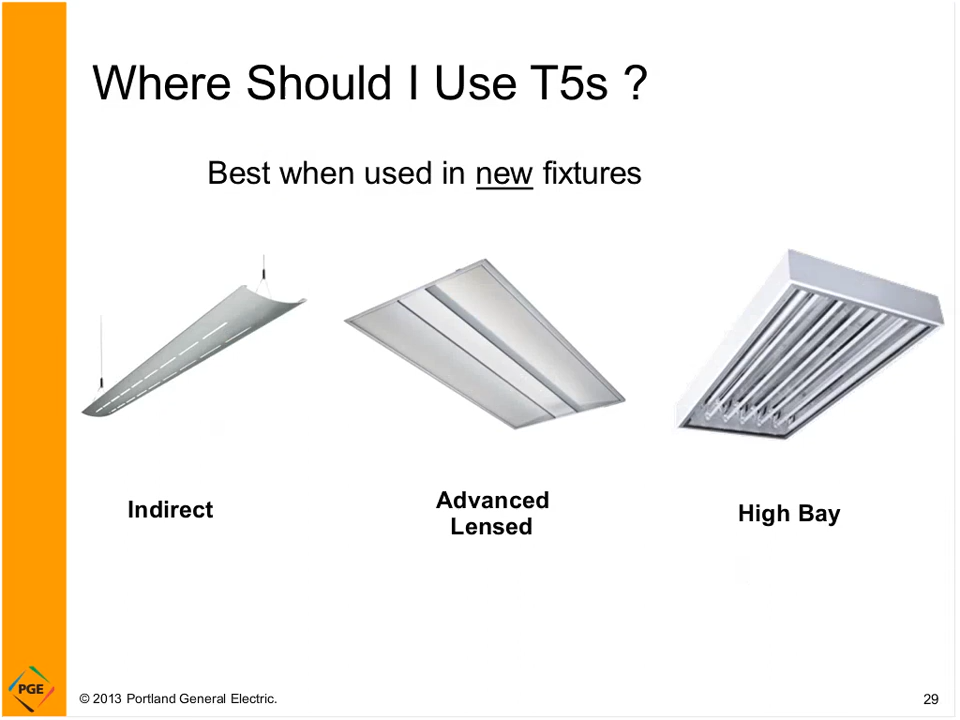 Where Should I Use T5s ?
Best when used in new fixtures
Indirect
Advanced
Lensed
High Bay
PGE
© 2013 Portland General Electric.
29